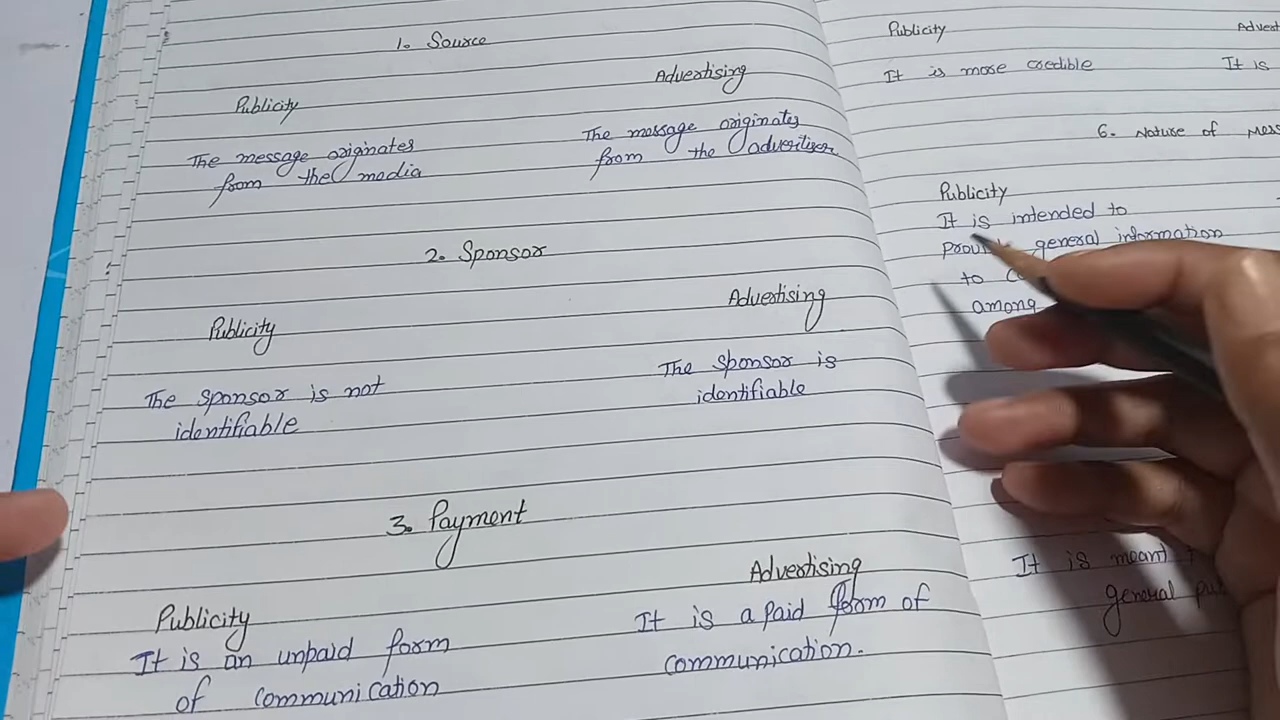 1. Source
Publicity
Advertising
The message originates
from the media
The message originates
from the advertiser
2. Sponsor
Publicity
Advertising
The sponsor is not
identifiable
The sponsor is
identifiable
3. Payment
Publicity
Advertising
It is an unpaid form
of communication
It is a paid form of
communication.
Publicity
It is more credible
It is
6. Nature of
Publicity
It is intended to
general information
to
among
It is meant
general